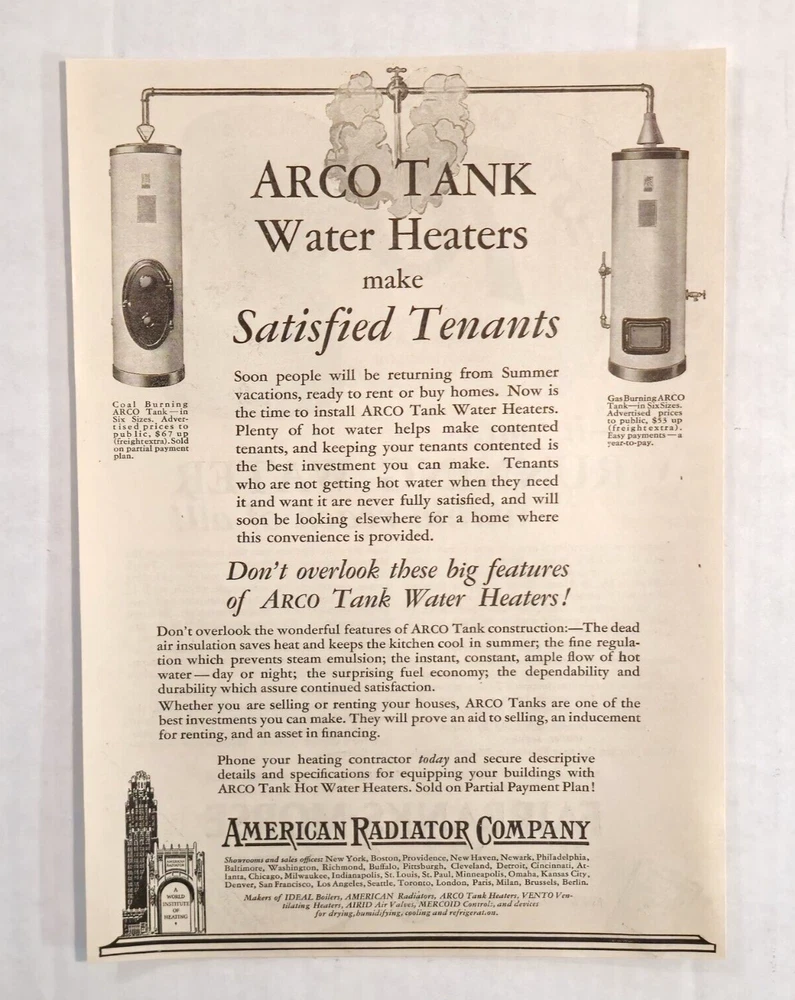 ARCO TANK
Water Heaters
make
Satisfied Tenants
Coal Burning
ARCO Tank—in
Six Sizes. Adver-
tised prices to
public, $67 up
(freight extra). Sold
on partial payment
plan.
Gas Burning ARCO
Tank—in Six Sizes.
Advertised prices
to public, $55 up
(freight extra).
Easy payments—a
year-to-pay.
Soon people will be returning from Summer
vacations, ready to rent or buy homes. Now is
the time to install ARCO Tank Water Heaters.
Plenty of hot water helps make contented
tenants, and keeping your tenants contented is
the best investment you can make. Tenants
who are not getting hot water when they need
it and want it are never fully satisfied, and will
soon be looking elsewhere for a home where
this convenience is provided.
Don't overlook these big features
of ARCO Tank Water Heaters!
Don't overlook the wonderful features of ARCO Tank construction:—The dead
air insulation saves heat and keeps the kitchen cool in summer; the fine regula-
tion which prevents steam emulsion; the instant, constant, ample flow of hot
water—day or night; the surprising fuel economy; the dependability and
durability which assure continued satisfaction.
Whether you are selling or renting your houses, ARCO Tanks are one of the
best investments you can make. They will prove an aid to selling, an inducement
for renting, and an asset in financing.
Phone your heating contractor today and secure descriptive
details and specifications for equipping your buildings with
ARCO Tank Hot Water Heaters. Sold on Partial Payment Plan!
AMERICAN RADIATOR COMPANY
Showrooms and sales offices: New York, Boston, Providence, New Haven, Newark, Philadelphia,
Baltimore, Washington, Richmond, Buffalo, Pittsburgh, Cleveland, Detroit, Cincinnati, At-
lanta, Chicago, Milwaukee, Indianapolis, St. Louis, St. Paul, Minneapolis, Omaha, Kansas City,
Denver, San Francisco, Los Angeles, Seattle, Toronto, London, Paris, Milan, Brussels, Berlin.
Makers of IDEAL Boilers, AMERICAN Radiators, ARCO Tank Heaters, VENTO Ven-
tilating Heaters, AIRID Air Valves, MERCOID Controls, and devices
for drying, humidifying, cooling and refrigeration.
A
WORLD
INSTITUTE
OF
HEATING